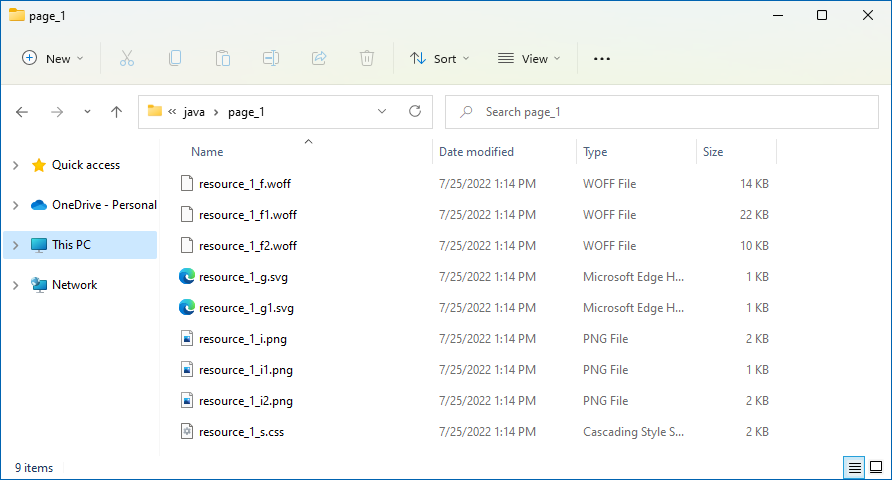 page_1
New
Sort
View
« java > page_1
Search page_1
Quick access
OneDrive - Personal
This PC
Network
Name Date modified Type Size
resource_1_f.woff 7/25/2022 1:14 PM WOFF File 14 KB
resource_1_f1.woff 7/25/2022 1:14 PM WOFF File 22 KB
resource_1_f2.woff 7/25/2022 1:14 PM WOFF File 10 KB
resource_1_g.svg 7/25/2022 1:14 PM Microsoft Edge H... 1 KB
resource_1_g1.svg 7/25/2022 1:14 PM Microsoft Edge H... 1 KB
resource_1_i.png 7/25/2022 1:14 PM PNG File 2 KB
resource_1_i1.png 7/25/2022 1:14 PM PNG File 1 KB
resource_1_i2.png 7/25/2022 1:14 PM PNG File 2 KB
resource_1_s.css 7/25/2022 1:14 PM Cascading Style S... 2 KB
9 items